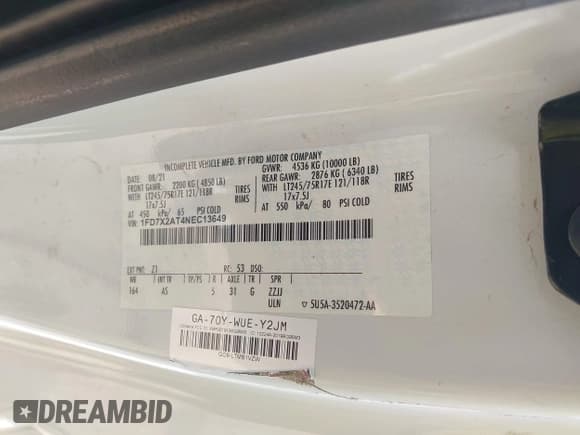 INCOMPLETE VEHICLE MFD. BY FORD MOTOR COMPANY
DATE: 08/21 GVWR: 4536 KG (10000 LB)
FRONT GAWR: 2200 KG (4850 LB) REAR GAWR: 2876 KG (6340 LB)
WITH LT245/75R17E 121/118R TIRES WITH LT245/75R17E 121/118R TIRES
17x7.5J RIMS 17x7.5J RIMS
AT 450 kPa/ 65 PSI COLD AT 550 kPa/ 80 PSI COLD
VIN: 1FD7X2AT4NEC13649
EXT PNT: Z1 RC: 53 DSO:
WB INT TR TP/PS R AXLE TR SPR
164 AS 5 31 G ZZJJ
ULN 5U5A-3520472-AA
GA-70Y-WUE-Y2JM
DREAMBID